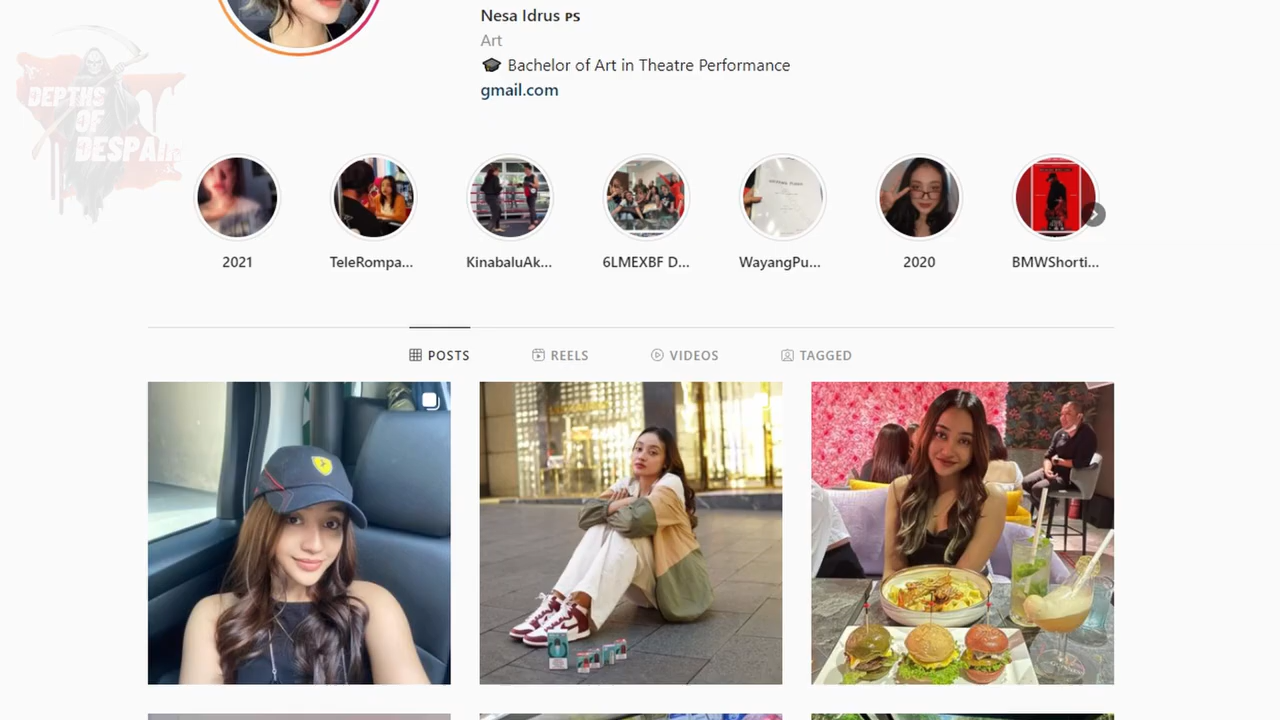 Nesa Idrus PS
Art
🎓 Bachelor of Art in Theatre Performance
gmail.com
DEPTHS
OF
DESPAIR
2021
TeleRompa...
KinabaluAk...
6LMEXBF D...
WayangPu...
2020
BMWShorti...
POSTS
REELS
VIDEOS
TAGGED